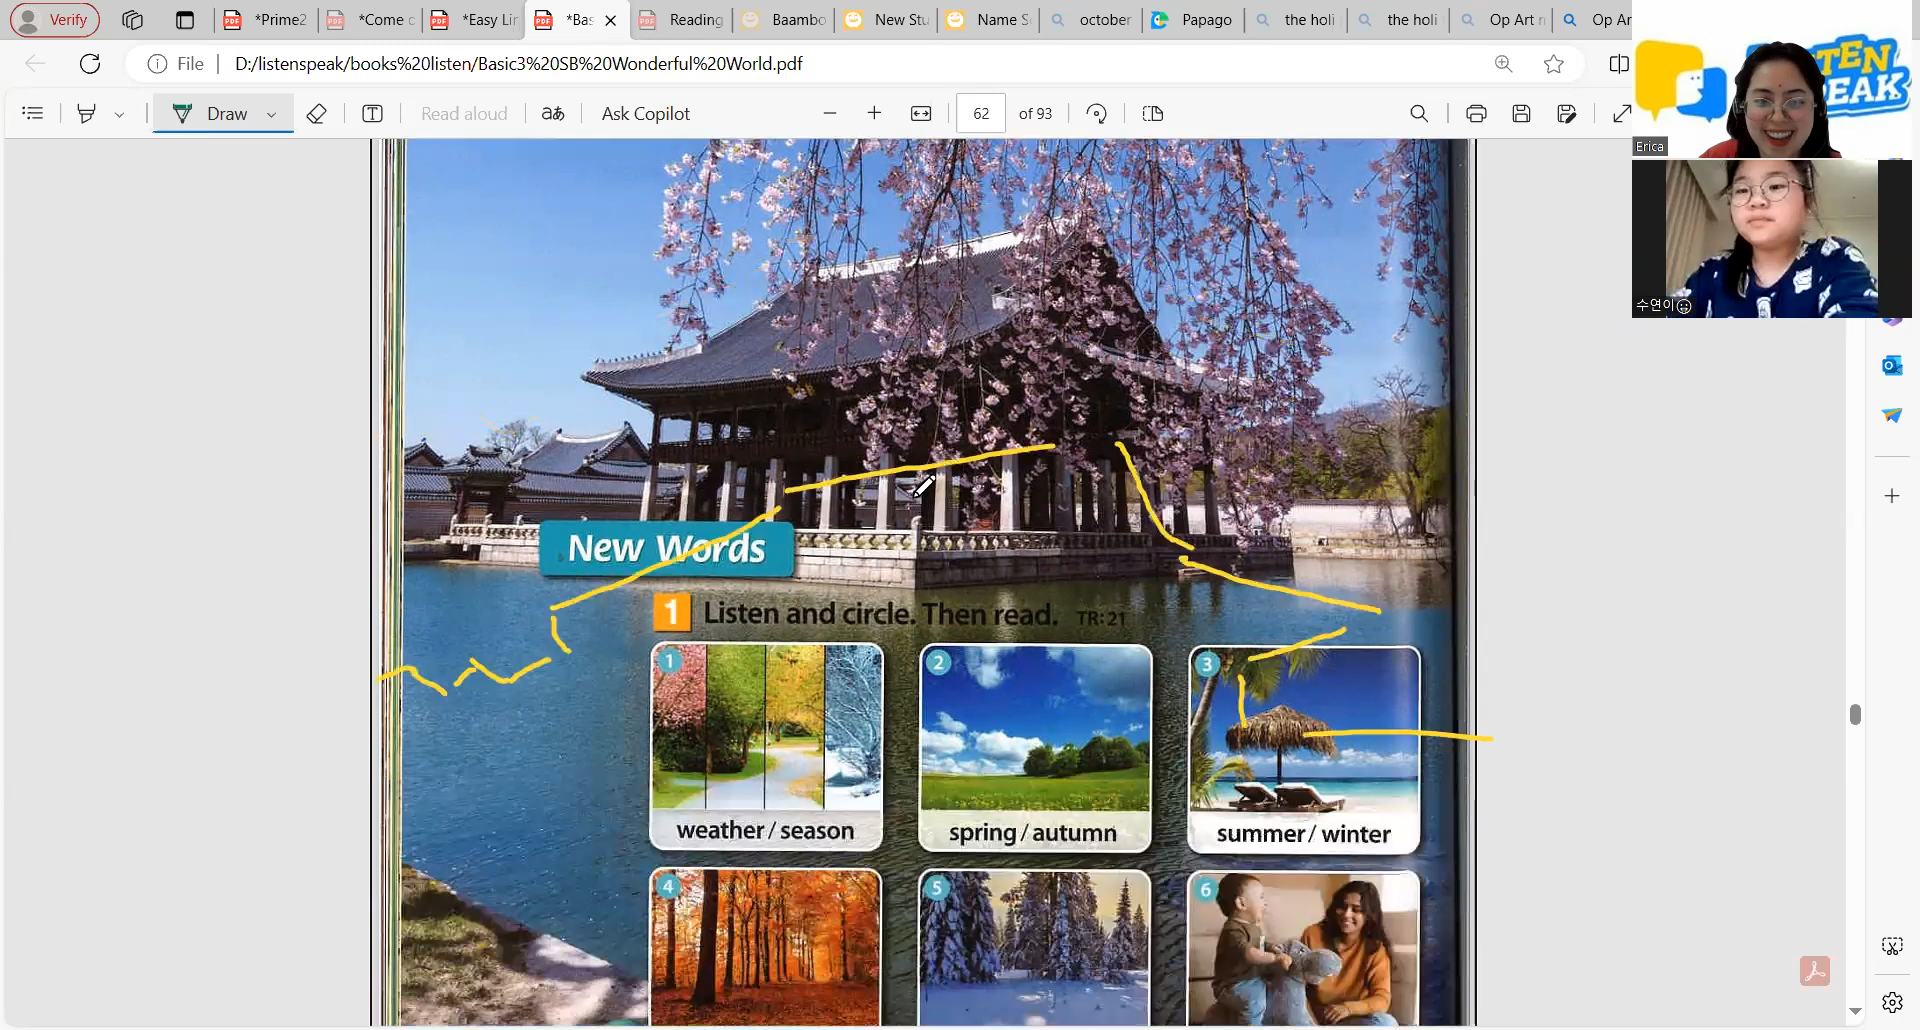 Verify
*Prime2
*Come c
*Easy Lir
*Bas
Reading
Baambo
New Stu
Name S
october
Papago
the holi
the holi
Op Art
Op Ar
File
D:/listenspeak/books%20listen/Basic3%20SB%20Wonderful%20World.pdf
Draw
Read aloud
Ask Copilot
62
of 93
TEN
EAK
Erica
수연이
New Words
1 Listen and circle. Then read. TR: 21
1
2
3
weather / season
spring / autumn
summer / winter
4
5
6